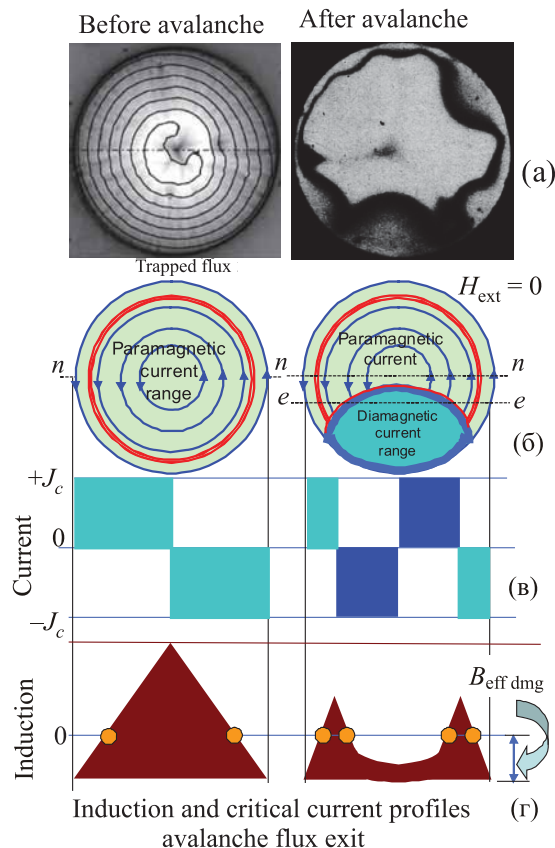 Before avalanche
After avalanche
(а)
Trapped flux
H_ext = 0
Paramagnetic
current
range
n
n
Paramagnetic
current
n
e
e
Diamagnetic
current
range
(б)
+J_c
0
−J_c
Current
(в)
B_eff dmg
0
Induction
(г)
Induction and critical current profiles
avalanche flux exit